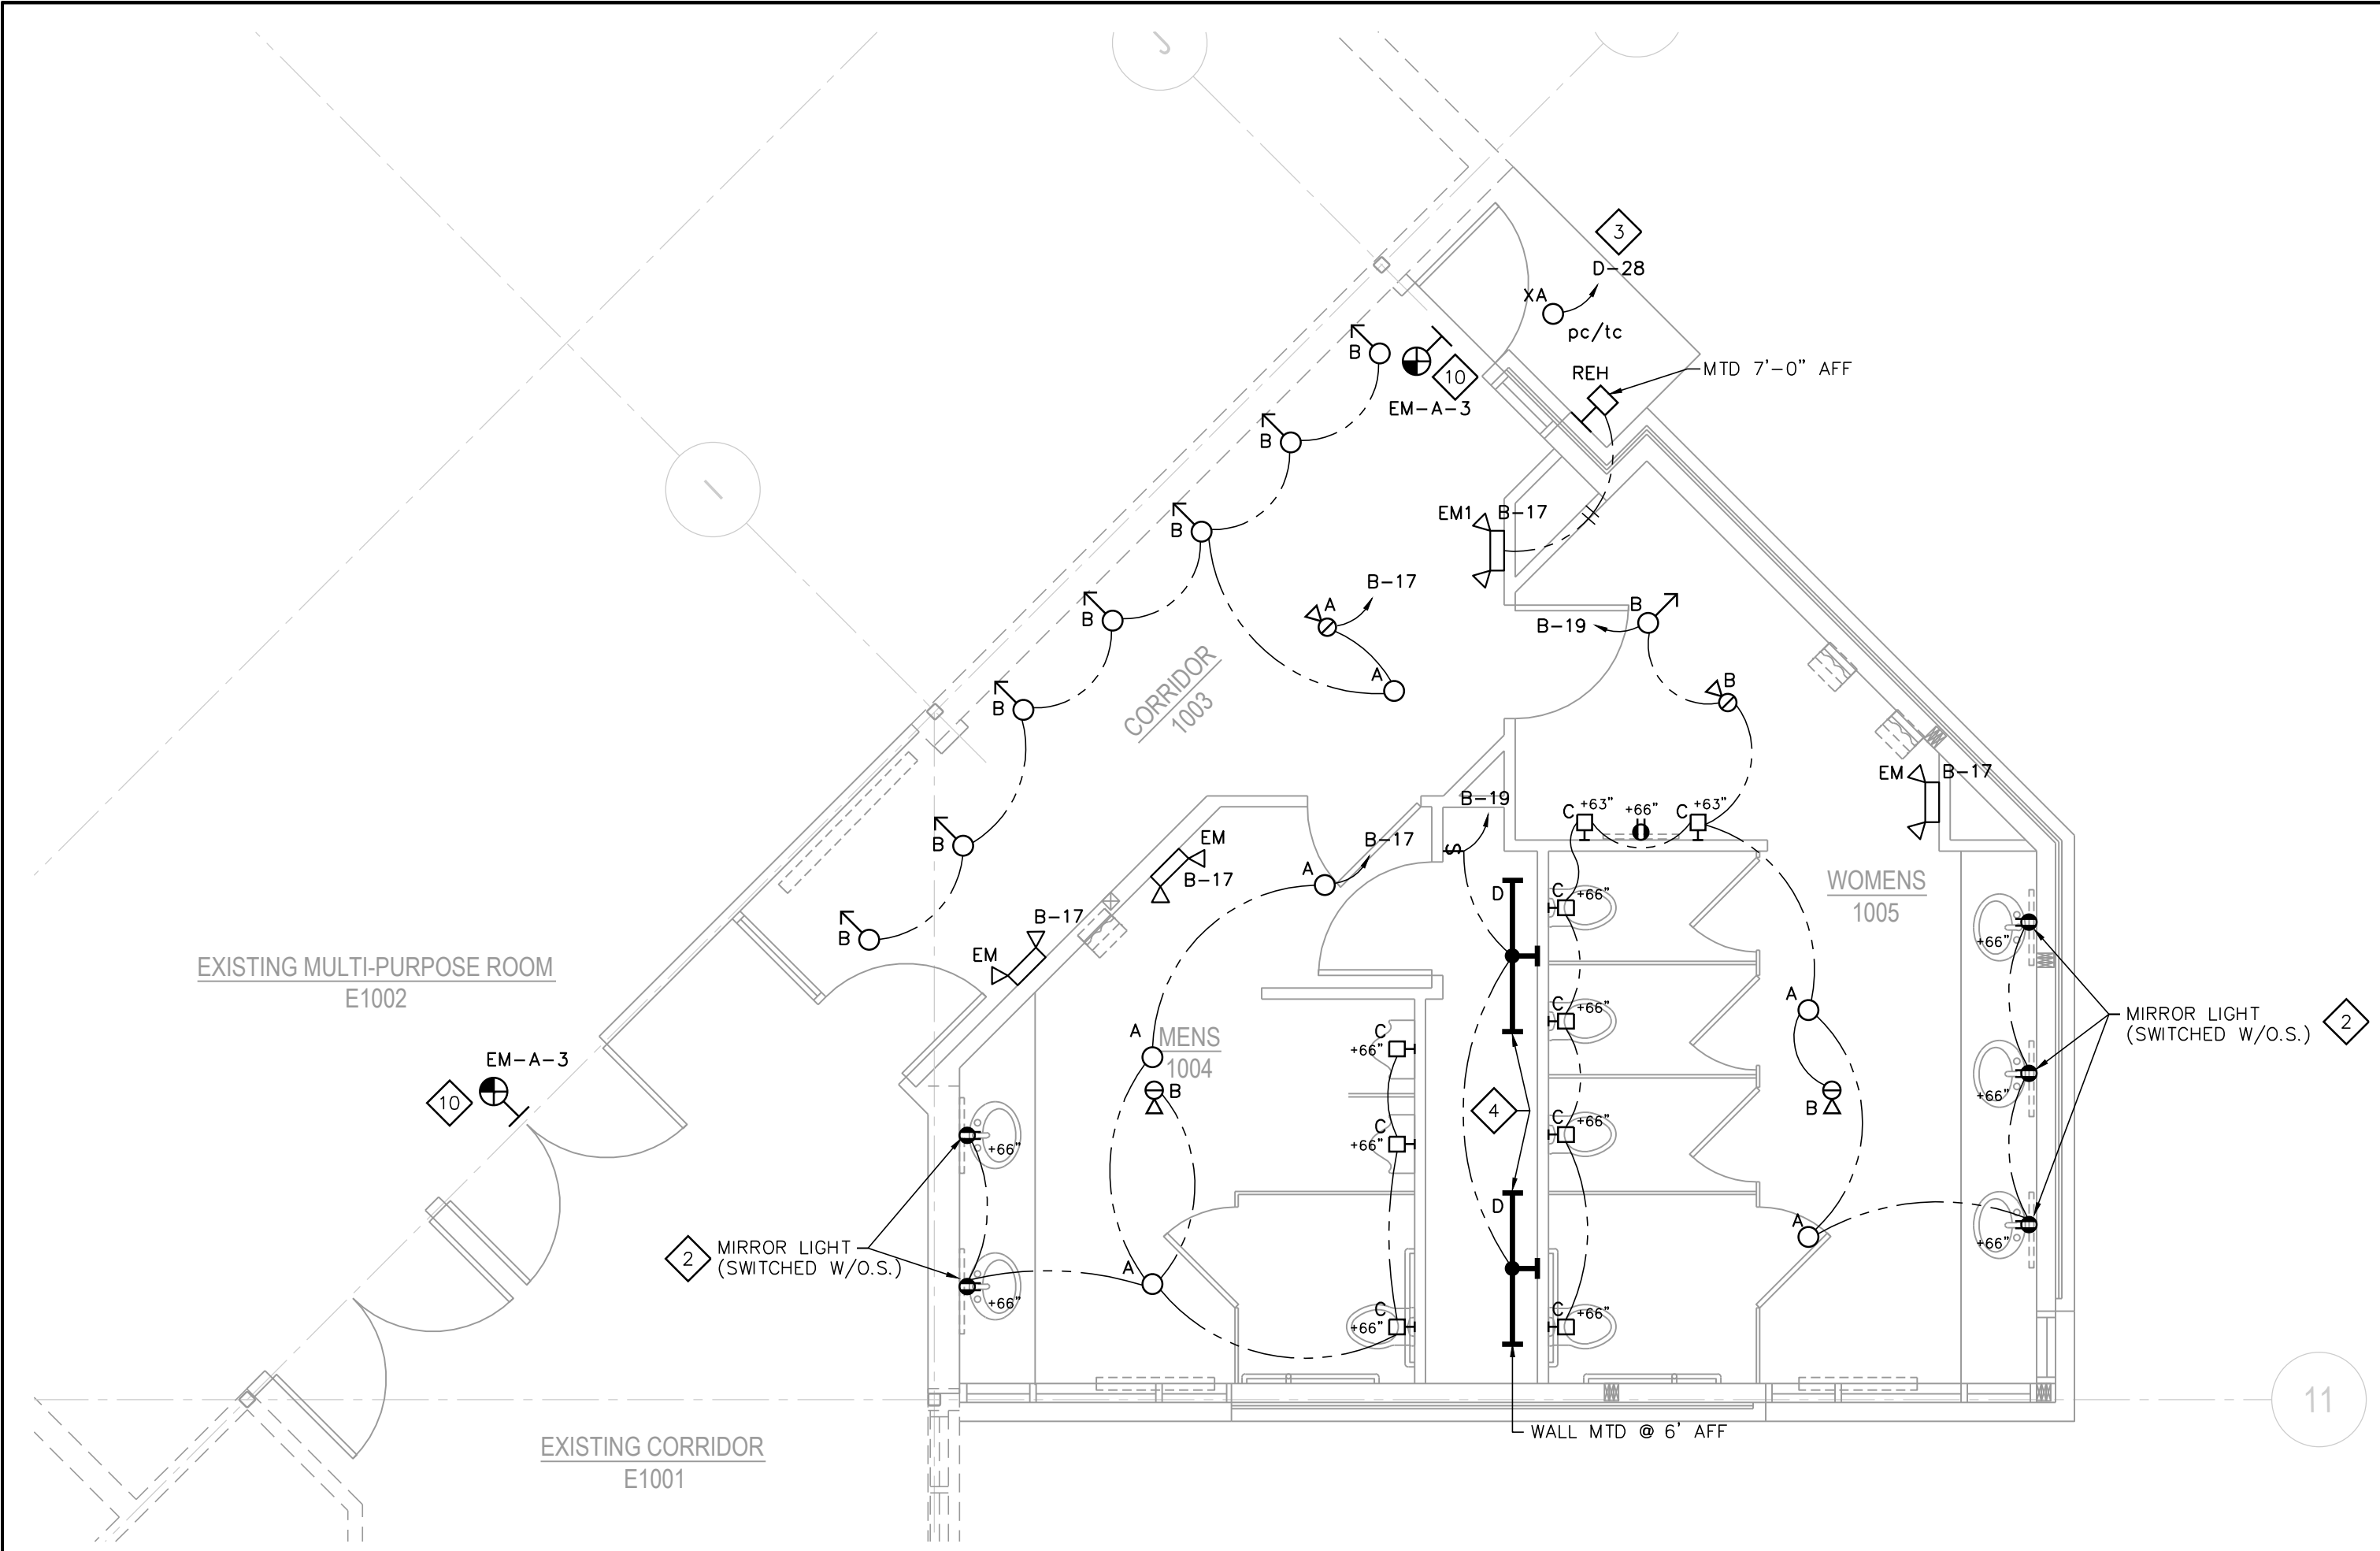 J
3
D-28
XA
pc/tc
B
10
EM-A-3
REH
MTD 7'-0" AFF
B
I
B
EM1
B-17
B-17
A
A
B
B
B-19
B
B
CORRIDOR
1003
B
B
EM
B-17
B-19
C
+63"
+66"
C
+63"
EM
B-17
A
B-17
WOMENS
1005
D
C
+66"
B
B-17
EM
+66"
EXISTING MULTI-PURPOSE ROOM
E1002
C
+66"
A
A
MENS
1004
C
+66"
MIRROR LIGHT
(SWITCHED W/O.S.)
2
EM-A-3
10
B
B
4
+66"
C
+66"
C
+66"
+66"
D
A
2
MIRROR LIGHT
(SWITCHED W/O.S.)
A
+66"
+66"
C
+66"
C
+66"
WALL MTD @ 6' AFF
EXISTING CORRIDOR
E1001
11
S